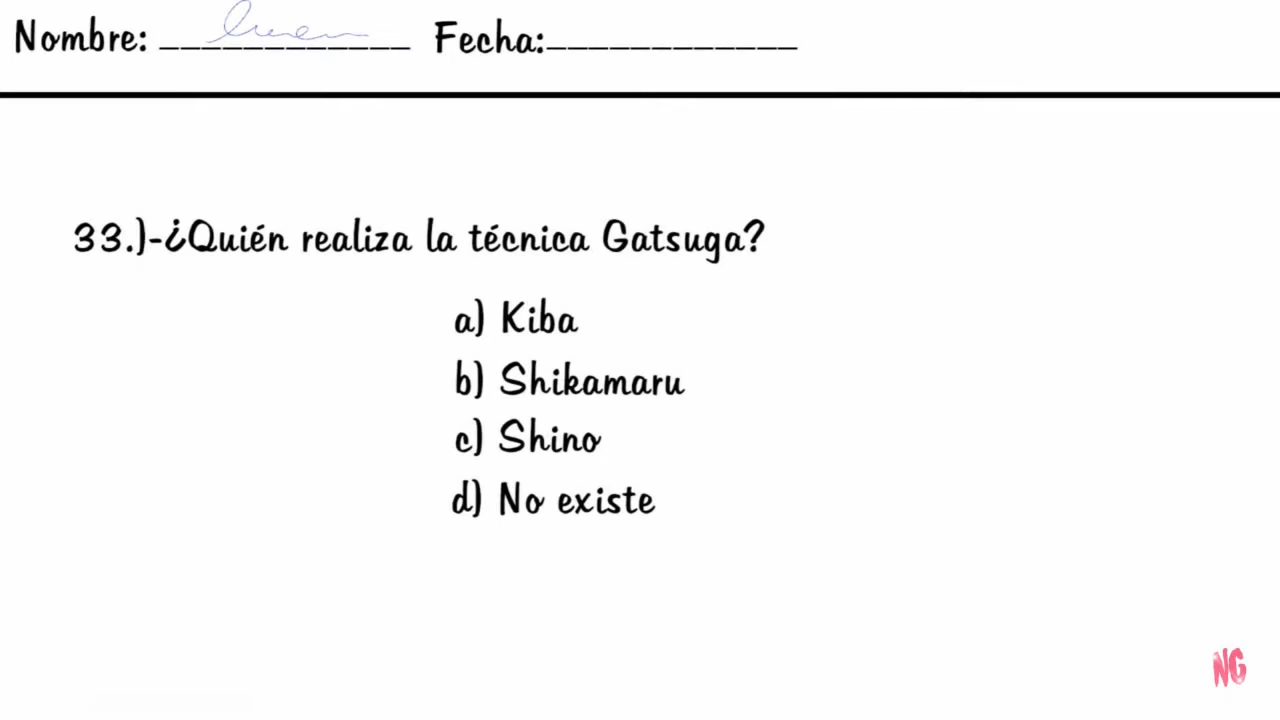 Nombre: ____________ Fecha:____________
33.)-¿Quién realiza la técnica Gatsuga?
a) Kiba
b) Shikamaru
c) Shino
d) No existe
NG